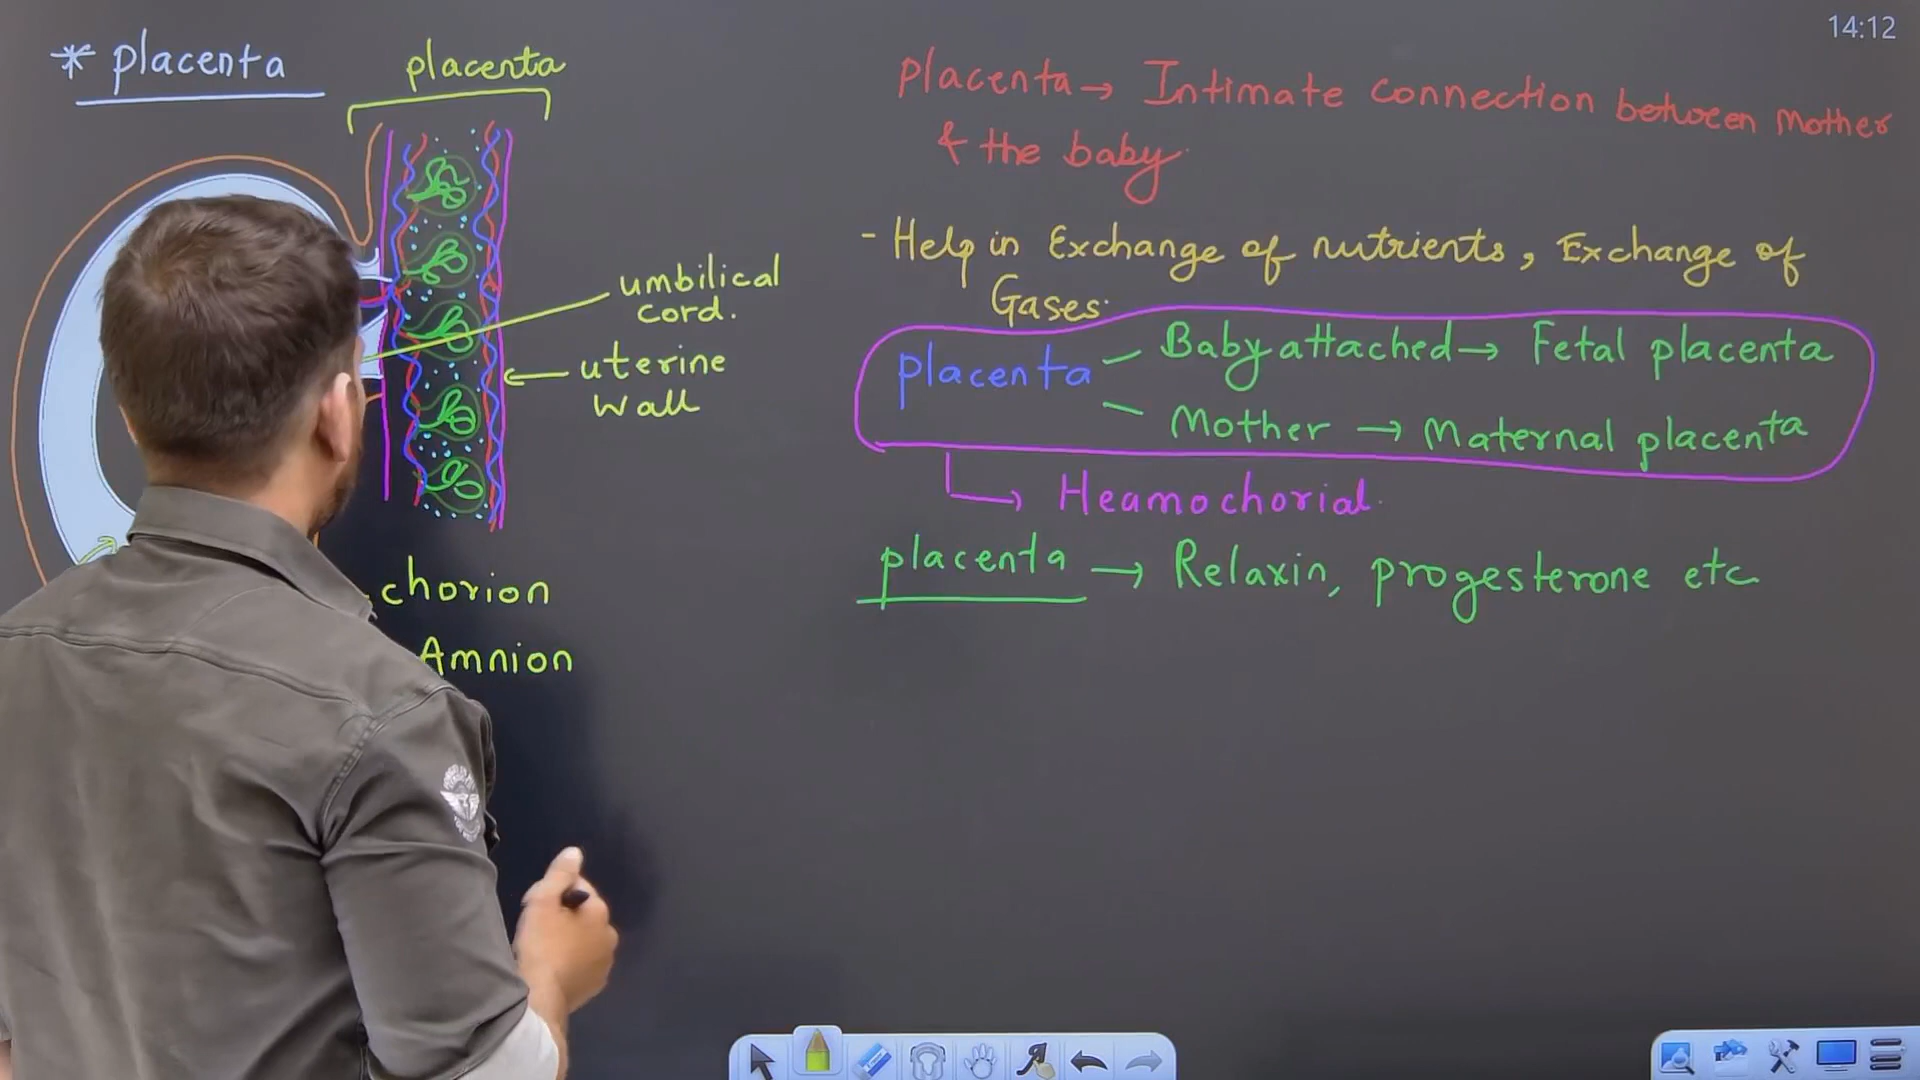 14:12
* placenta
placenta
umbilical
cord.
uterine
wall
chorion
Amnion
placenta → Intimate connection between Mother
& the baby.
- Help in Exchange of nutrients, Exchange of
Gases.
placenta
Baby attached → Fetal placenta
Mother → Maternal placenta
Heamochorial.
placenta → Relaxin, progesterone etc